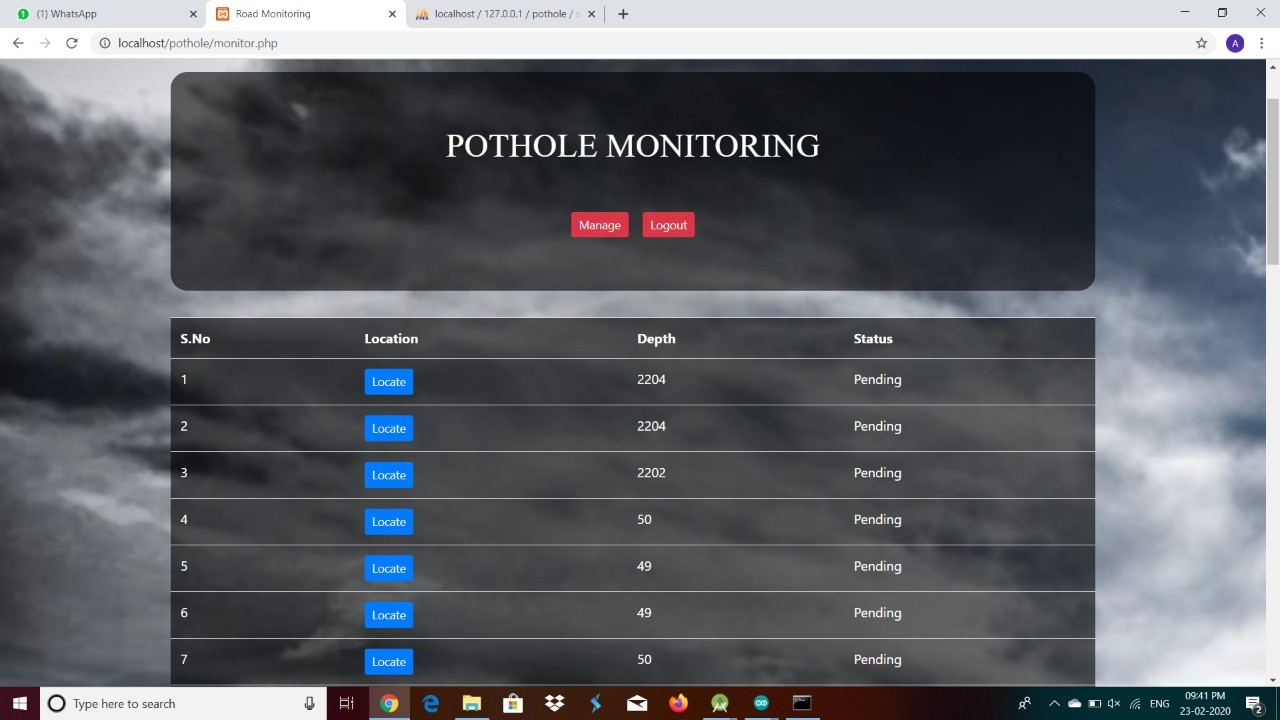 (1) WhatsApp
Road Monitoring
localhost / 127.0.0.1 / pothole / s
localhost/pothole/monitor.php
A
POTHOLE MONITORING
Manage Logout
S.No Location Depth Status
1 Locate 2204 Pending
2 Locate 2204 Pending
3 Locate 2202 Pending
4 Locate 50 Pending
5 Locate 49 Pending
6 Locate 49 Pending
7 Locate 50 Pending
Type here to search
ENG
09:41 PM
23-02-2020
2